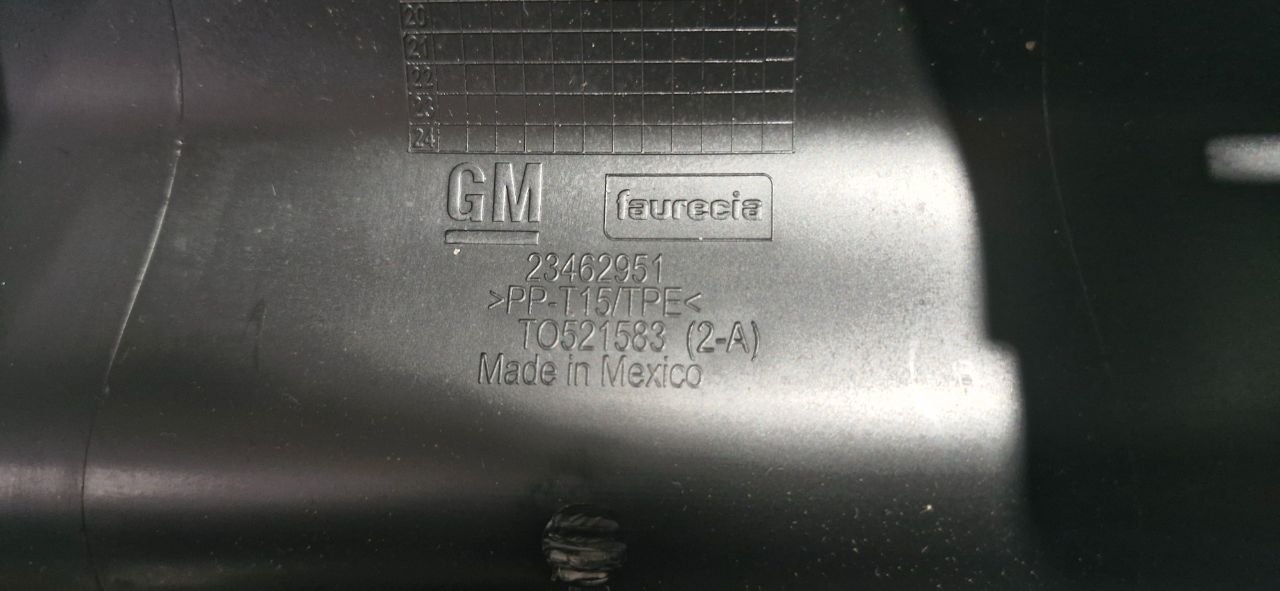 20
21
22
23
24
GM faurecia
23462951
>PP-T15/TPE<
TO521583 (2-A)
Made in Mexico